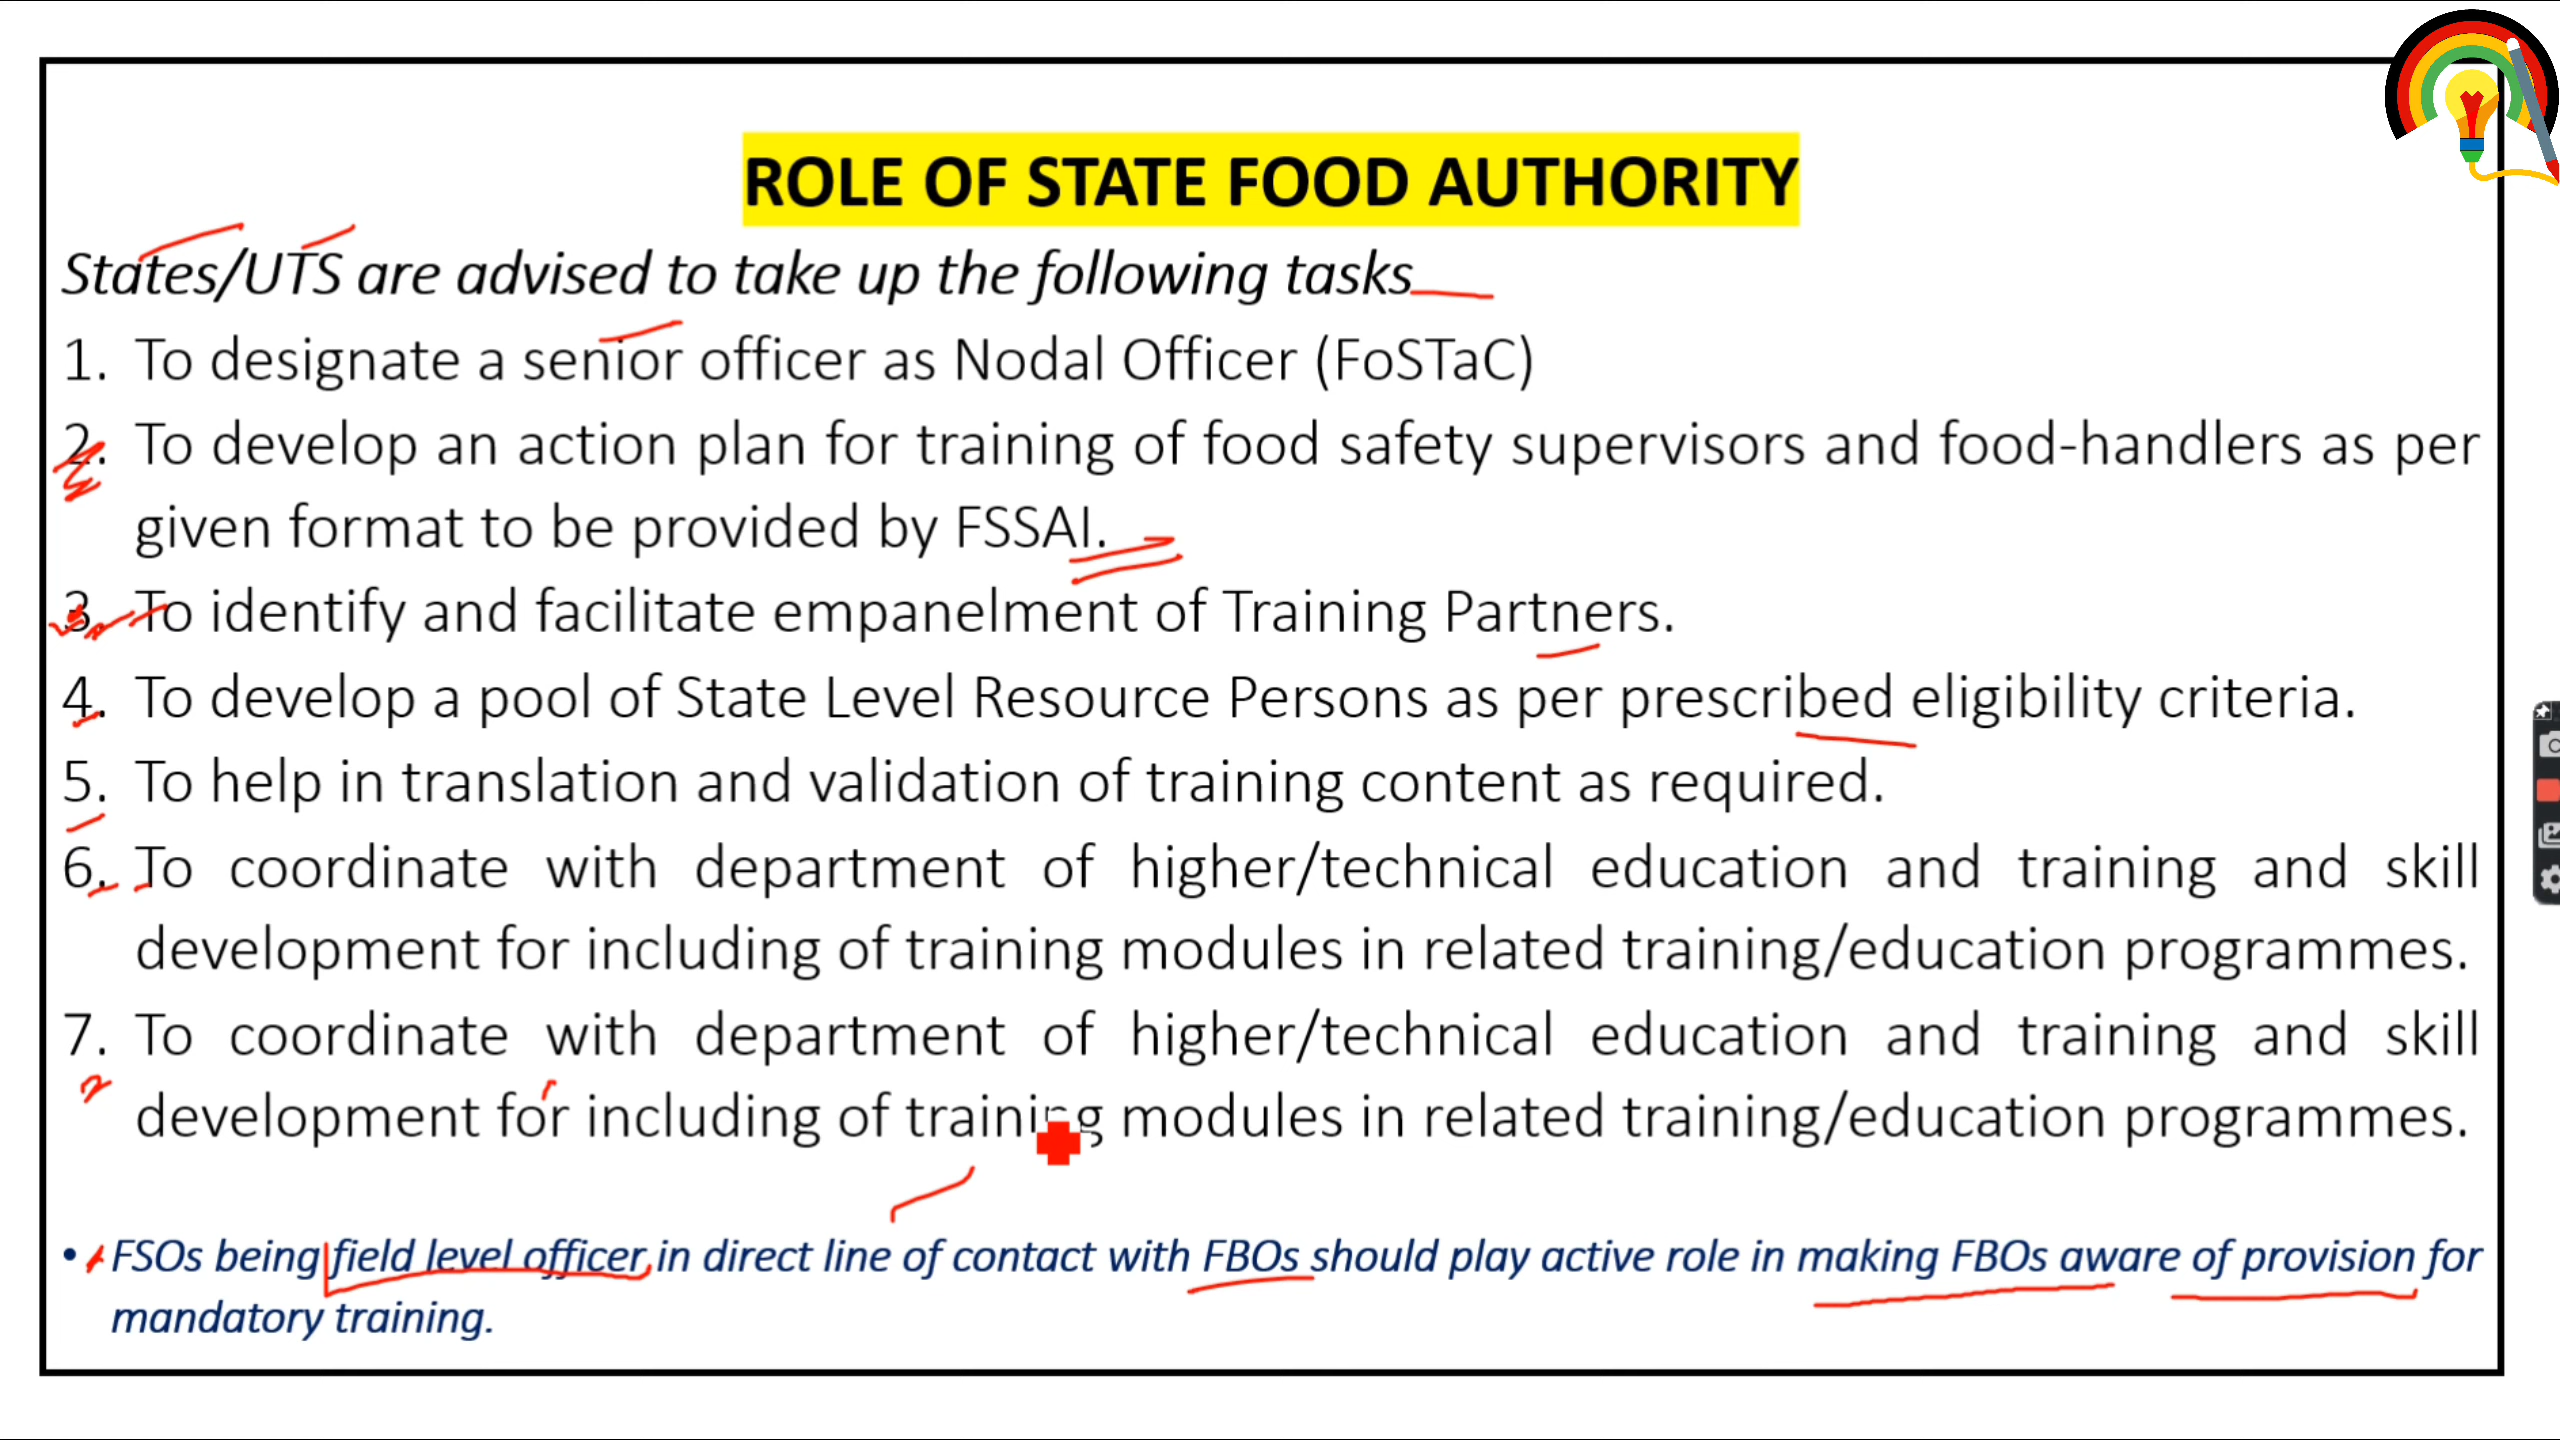 ROLE OF STATE FOOD AUTHORITY
States/UTS are advised to take up the following tasks
1. To designate a senior officer as Nodal Officer (FoSTaC)
2. To develop an action plan for training of food safety supervisors and food-handlers as per
given format to be provided by FSSAI.
3. To identify and facilitate empanelment of Training Partners.
4. To develop a pool of State Level Resource Persons as per prescribed eligibility criteria.
5. To help in translation and validation of training content as required.
6. To coordinate with department of higher/technical education and training and skill
development for including of training modules in related training/education programmes.
7. To coordinate with department of higher/technical education and training and skill
development for including of training modules in related training/education programmes.
• FSOs being field level officer in direct line of contact with FBOs should play active role in making FBOs aware of provision for
mandatory training.